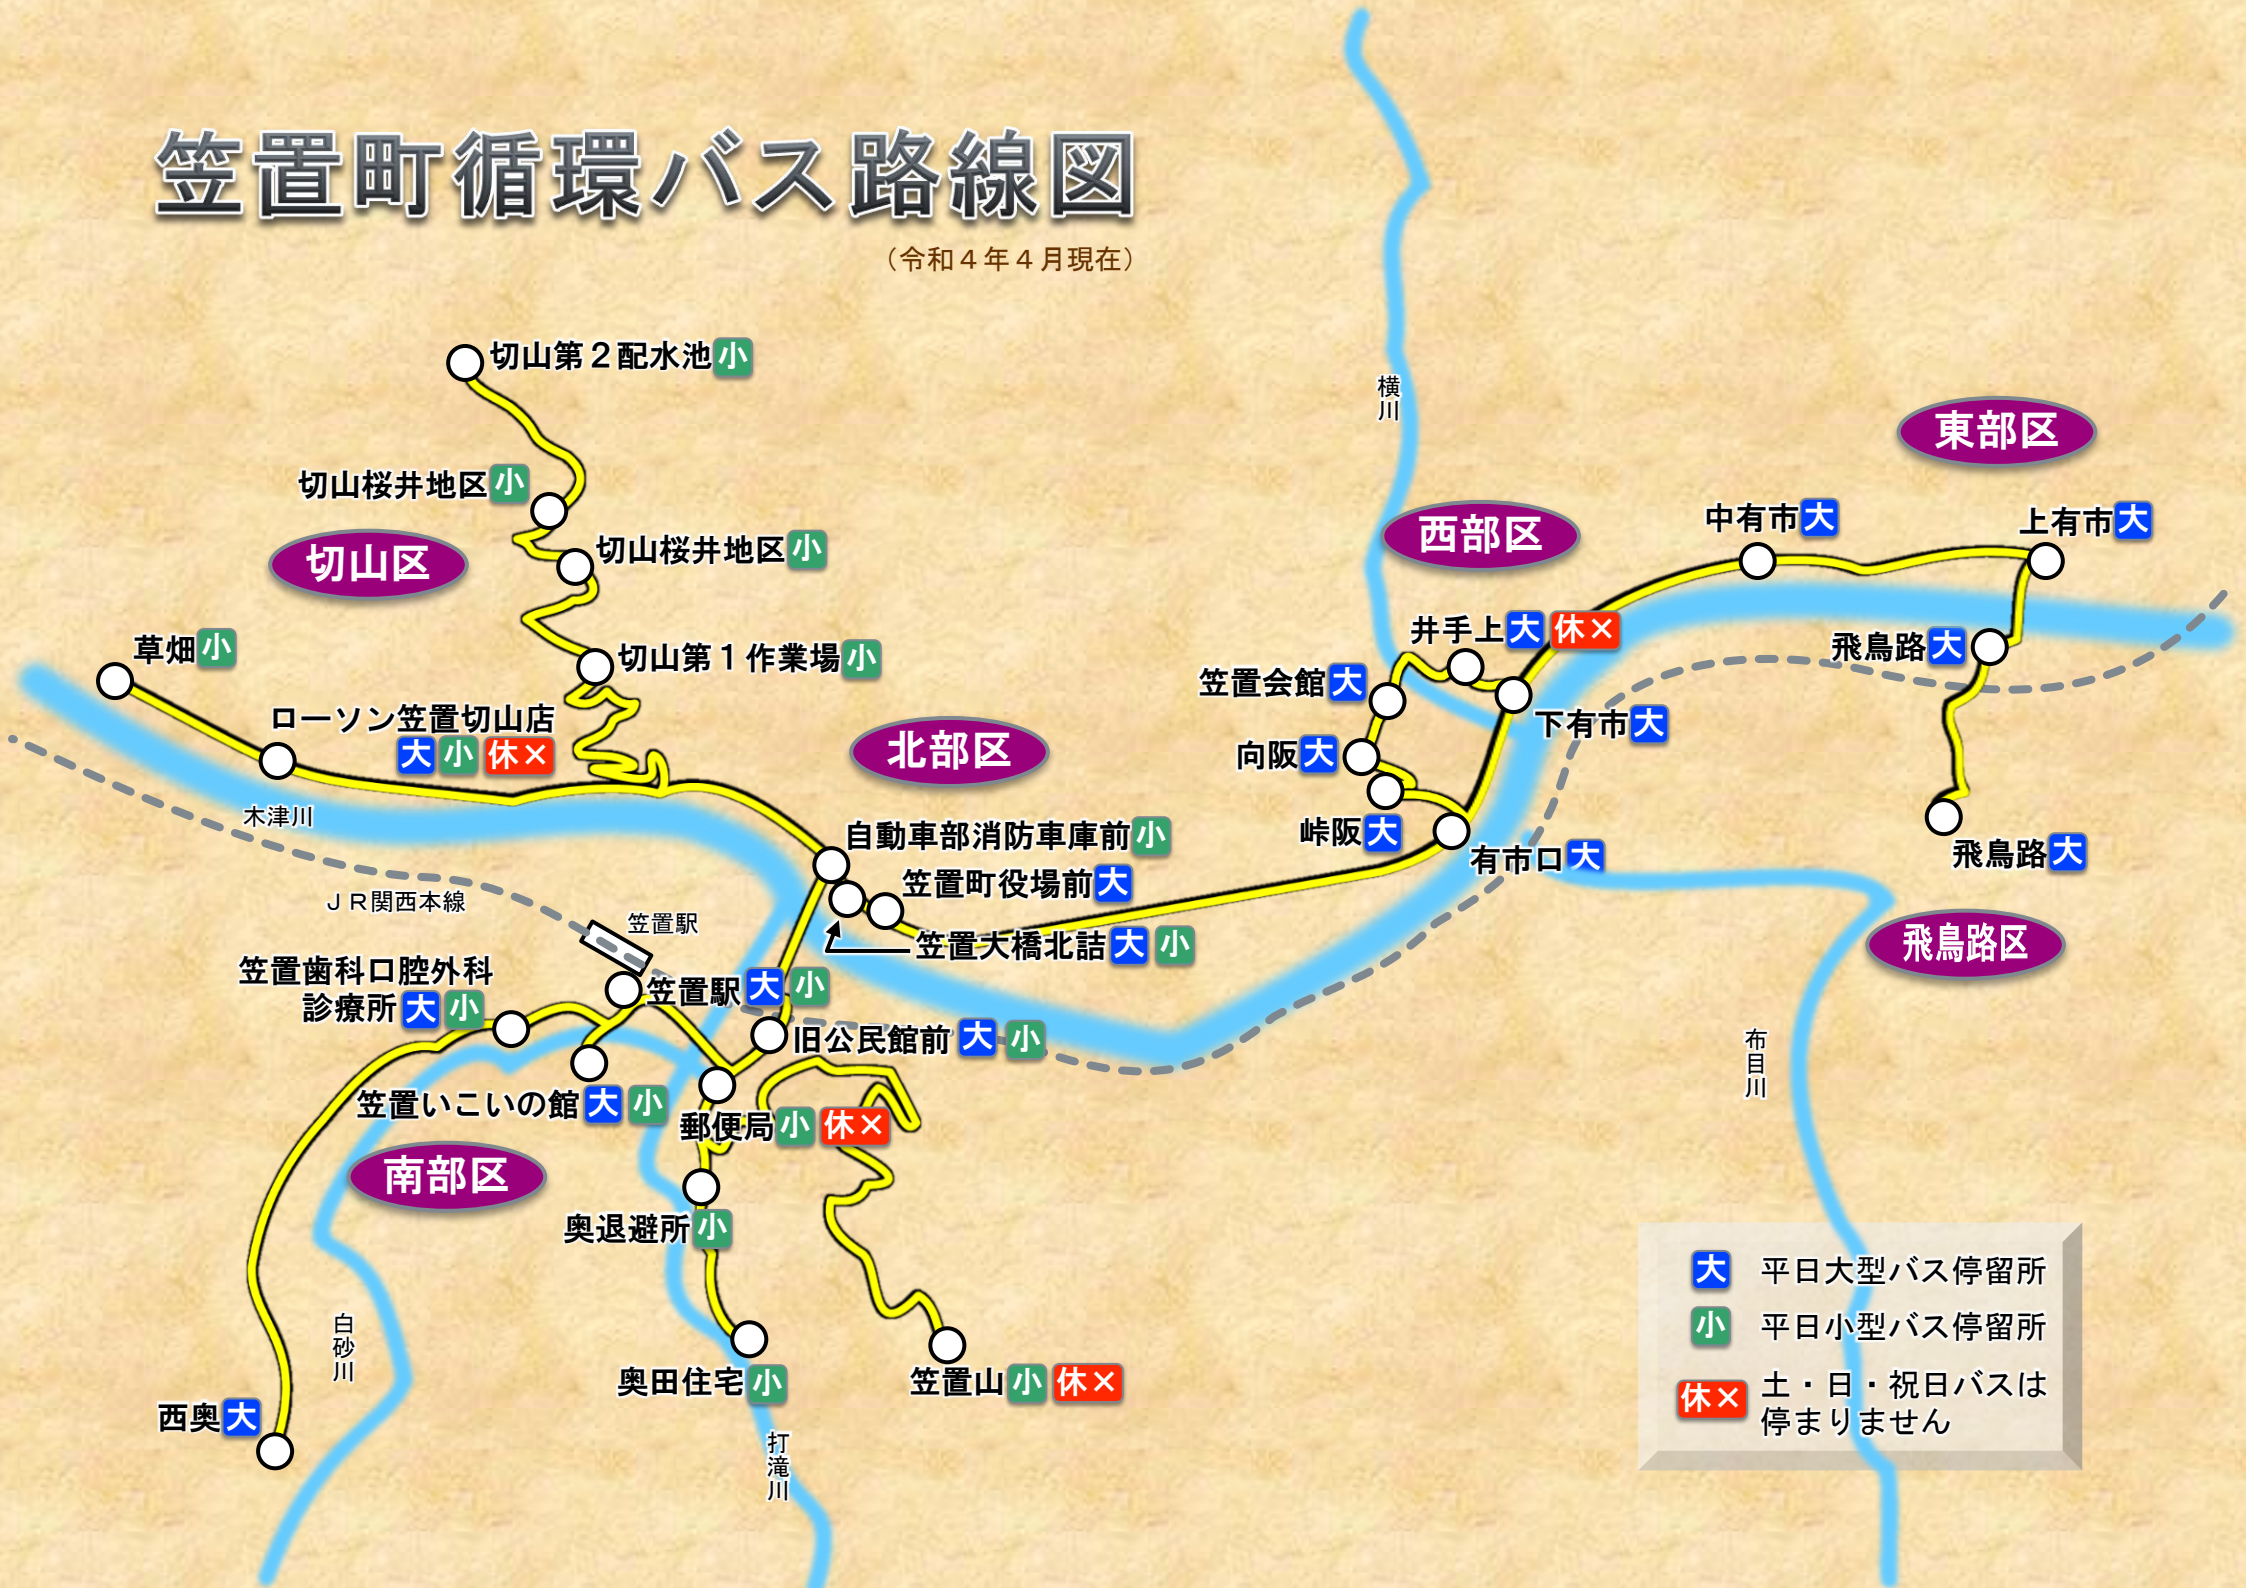 笠置町循環バス路線図
（令和４年４月現在）
切山第２配水池 小
切山桜井地区 小
切山区
切山桜井地区 小
草畑 小
切山第１作業場 小
ローソン笠置切山店
大 小 休×
木津川
ＪＲ関西本線
笠置駅
横川
西部区
東部区
中有市 大
上有市 大
井手上 大 休×
飛鳥路 大
笠置会館 大
下有市 大
向阪 大
北部区
峠阪 大
有市口 大
飛鳥路 大
飛鳥路区
自動車部消防車庫前 小
笠置町役場前 大
笠置大橋北詰 大 小
笠置歯科口腔外科
診療所 大 小
笠置駅 大 小
旧公民館前 大 小
笠置いこいの館 大 小
郵便局 小 休×
南部区
奥退避所 小
布目川
白砂川
奥田住宅 小
笠置山 小 休×
西奥 大
打滝川
大 平日大型バス停留所
小 平日小型バス停留所
休× 土・日・祝日バスは
停まりません